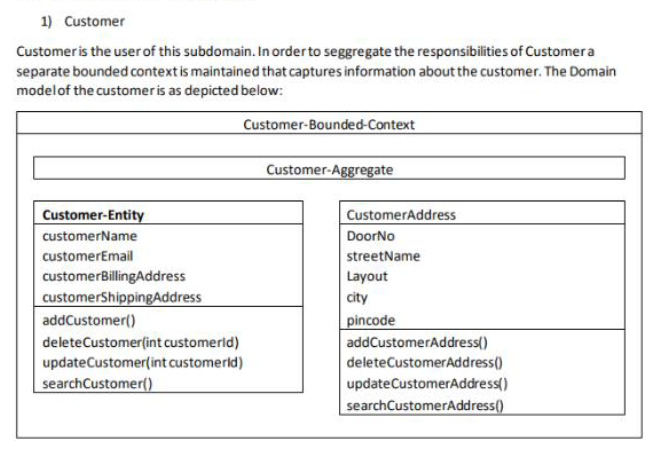 1) Customer
Customer is the user of this subdomain. In order to seggregate the responsibilities of Customer a
separate bounded context is maintained that captures information about the customer. The Domain
model of the customer is as depicted below:
Customer-Bounded-Context
Customer-Aggregate
Customer-Entity
customerName
customerEmail
customerBillingAddress
customerShippingAddress
addCustomer()
deleteCustomer(int customerId)
updateCustomer(int customerId)
searchCustomer()
CustomerAddress
DoorNo
streetName
Layout
city
pincode
addCustomerAddress()
deleteCustomerAddress()
updateCustomerAddress()
searchCustomerAddress()